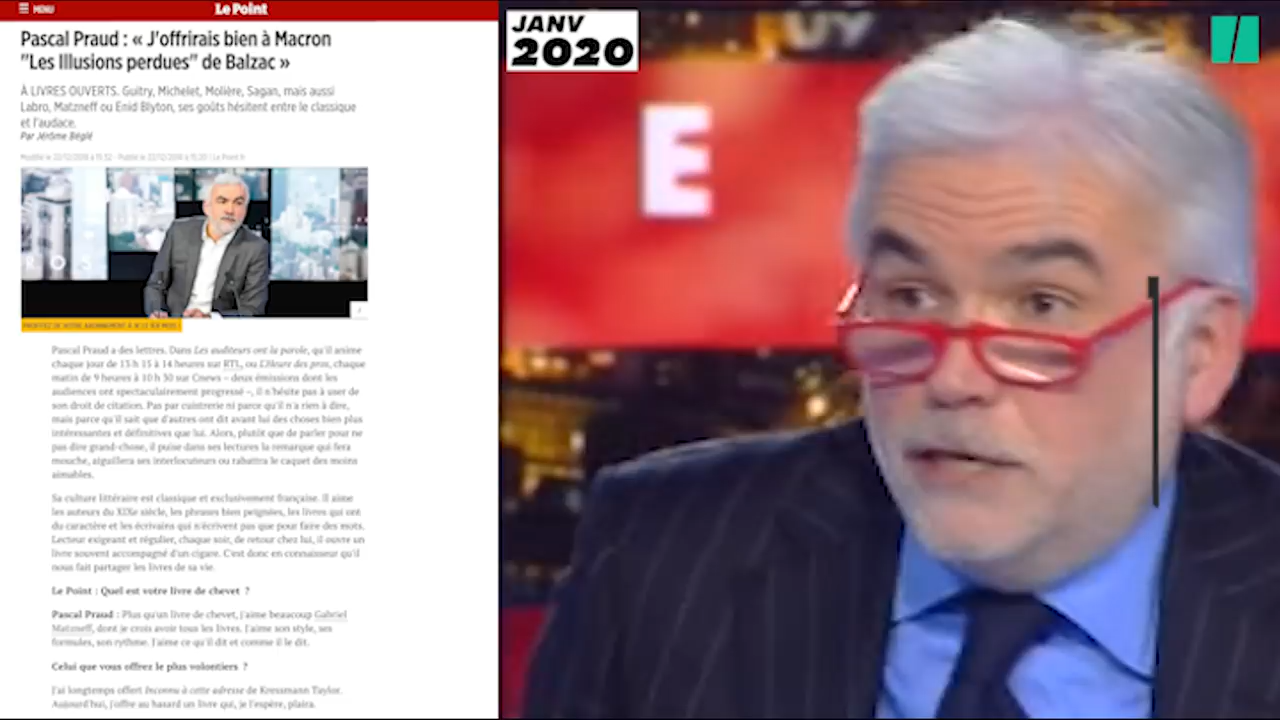 MENU
Le Point
Pascal Praud : « J'offrirais bien à Macron
"Les Illusions perdues" de Balzac »
À LIVRES OUVERTS. Guitry, Michelet, Molière, Sagan, mais aussi
Labro, Matzneff ou Enid Blyton, ses goûts hésitent entre le classique
et l'audace.
Par Jérôme Béglé
Pascal Praud a des lettres. Dans Les auditeurs ont la parole, qu'il anime
chaque jour de 13 h 15 à 14 heures sur RTL, ou L'Heure des pros, chaque
matin de 9 heures à 10 h 30 sur Cnews – deux émissions dont les
audiences ont spectaculairement progressé –, il n'hésite pas à user de
son droit de citation. Pas par cuistrerie ni parce qu'il n'a rien à dire,
mais parce qu'il sait que d'autres ont dit avant lui des choses bien plus
intéressantes et définitives que lui. Alors, plutôt que de parler pour ne
pas dire grand-chose, il puise dans ses lectures la remarque qui fera
mouche, aiguillera ses interlocuteurs ou rabattra le caquet des moins
aimables.
Sa culture littéraire est classique et exclusivement française. Il aime
les auteurs du XIXe siècle, les phrases bien peignées, les livres qui ont
du caractère et les écrivains qui n'écrivent pas que pour faire des mots.
Lecteur exigeant et régulier, chaque soir, de retour chez lui, il ouvre un
livre souvent accompagné d'un cigare. C'est donc en connaisseur qu'il
nous fait partager les livres de sa vie.
Le Point : Quel est votre livre de chevet ?
Pascal Praud : Plus qu'un livre de chevet, j'aime beaucoup Gabriel
Matzneff, dont je crois avoir tous les livres. J'aime son style, ses
formules, son rythme. J'aime ce qu'il dit et comme il le dit.
Celui que vous offrez le plus volontiers ?
J'ai longtemps offert Inconnu à cette adresse de Kressmann Taylor.
Aujourd'hui, j'offre au hasard un livre qui, je l'espère, plaira.
JANV
2020
E